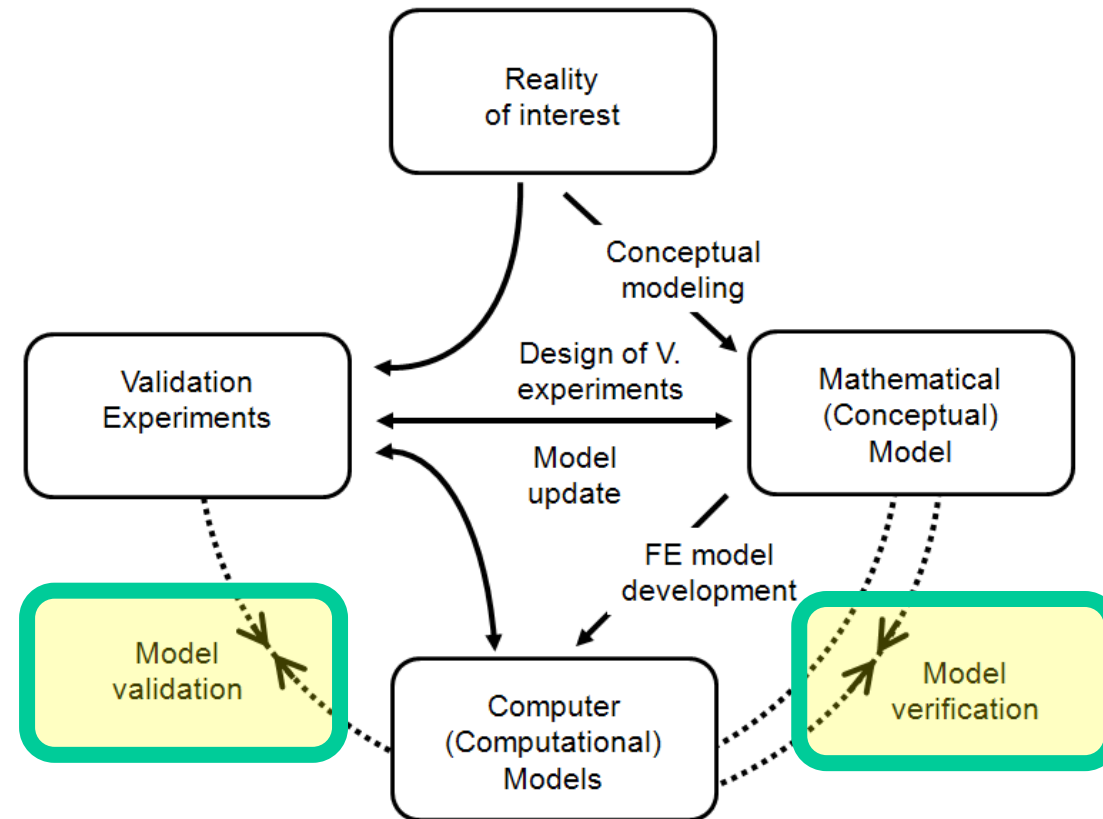 Reality
of interest
Conceptual
modeling
Validation
Experiments
Design of V.
experiments
Mathematical
(Conceptual)
Model
Model
update
FE model
development
Model
validation
Computer
(Computational)
Models
Model
verification